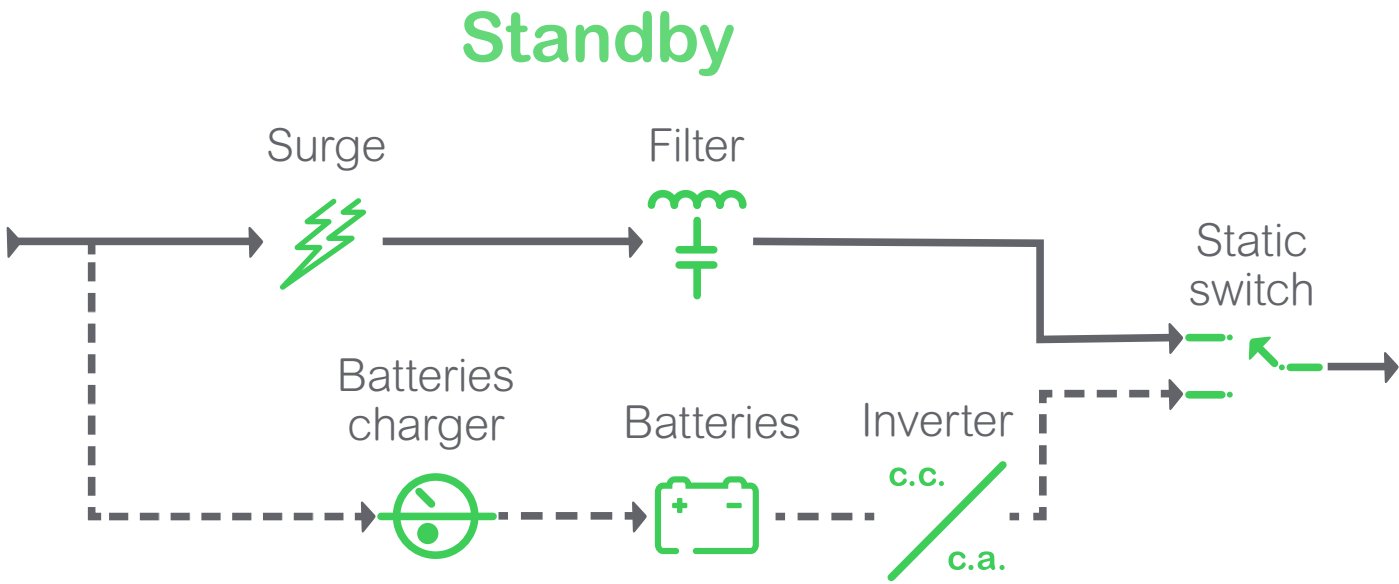 Standby
Surge
Filter
Static
switch
Batteries
charger
Batteries
Inverter
c.c.
c.a.
+
-